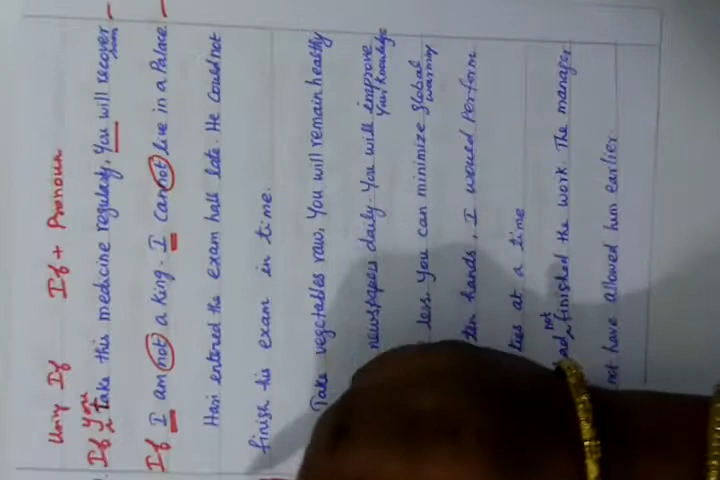 Using If If + Pronoun
If You take this medicine regularly, You will recover soon
If I am not a King. I cannot live in a Palace
Hari entered the exam hall late. He could not
finish his exam in time.
Take vegetables raw, You will remain healthy
newspapers daily. You will improve Your knowledge
less. You can minimize global warming
ten hands, I would perform
ties at a time
ad not finished the work. The manager
not have allowed him earlier.